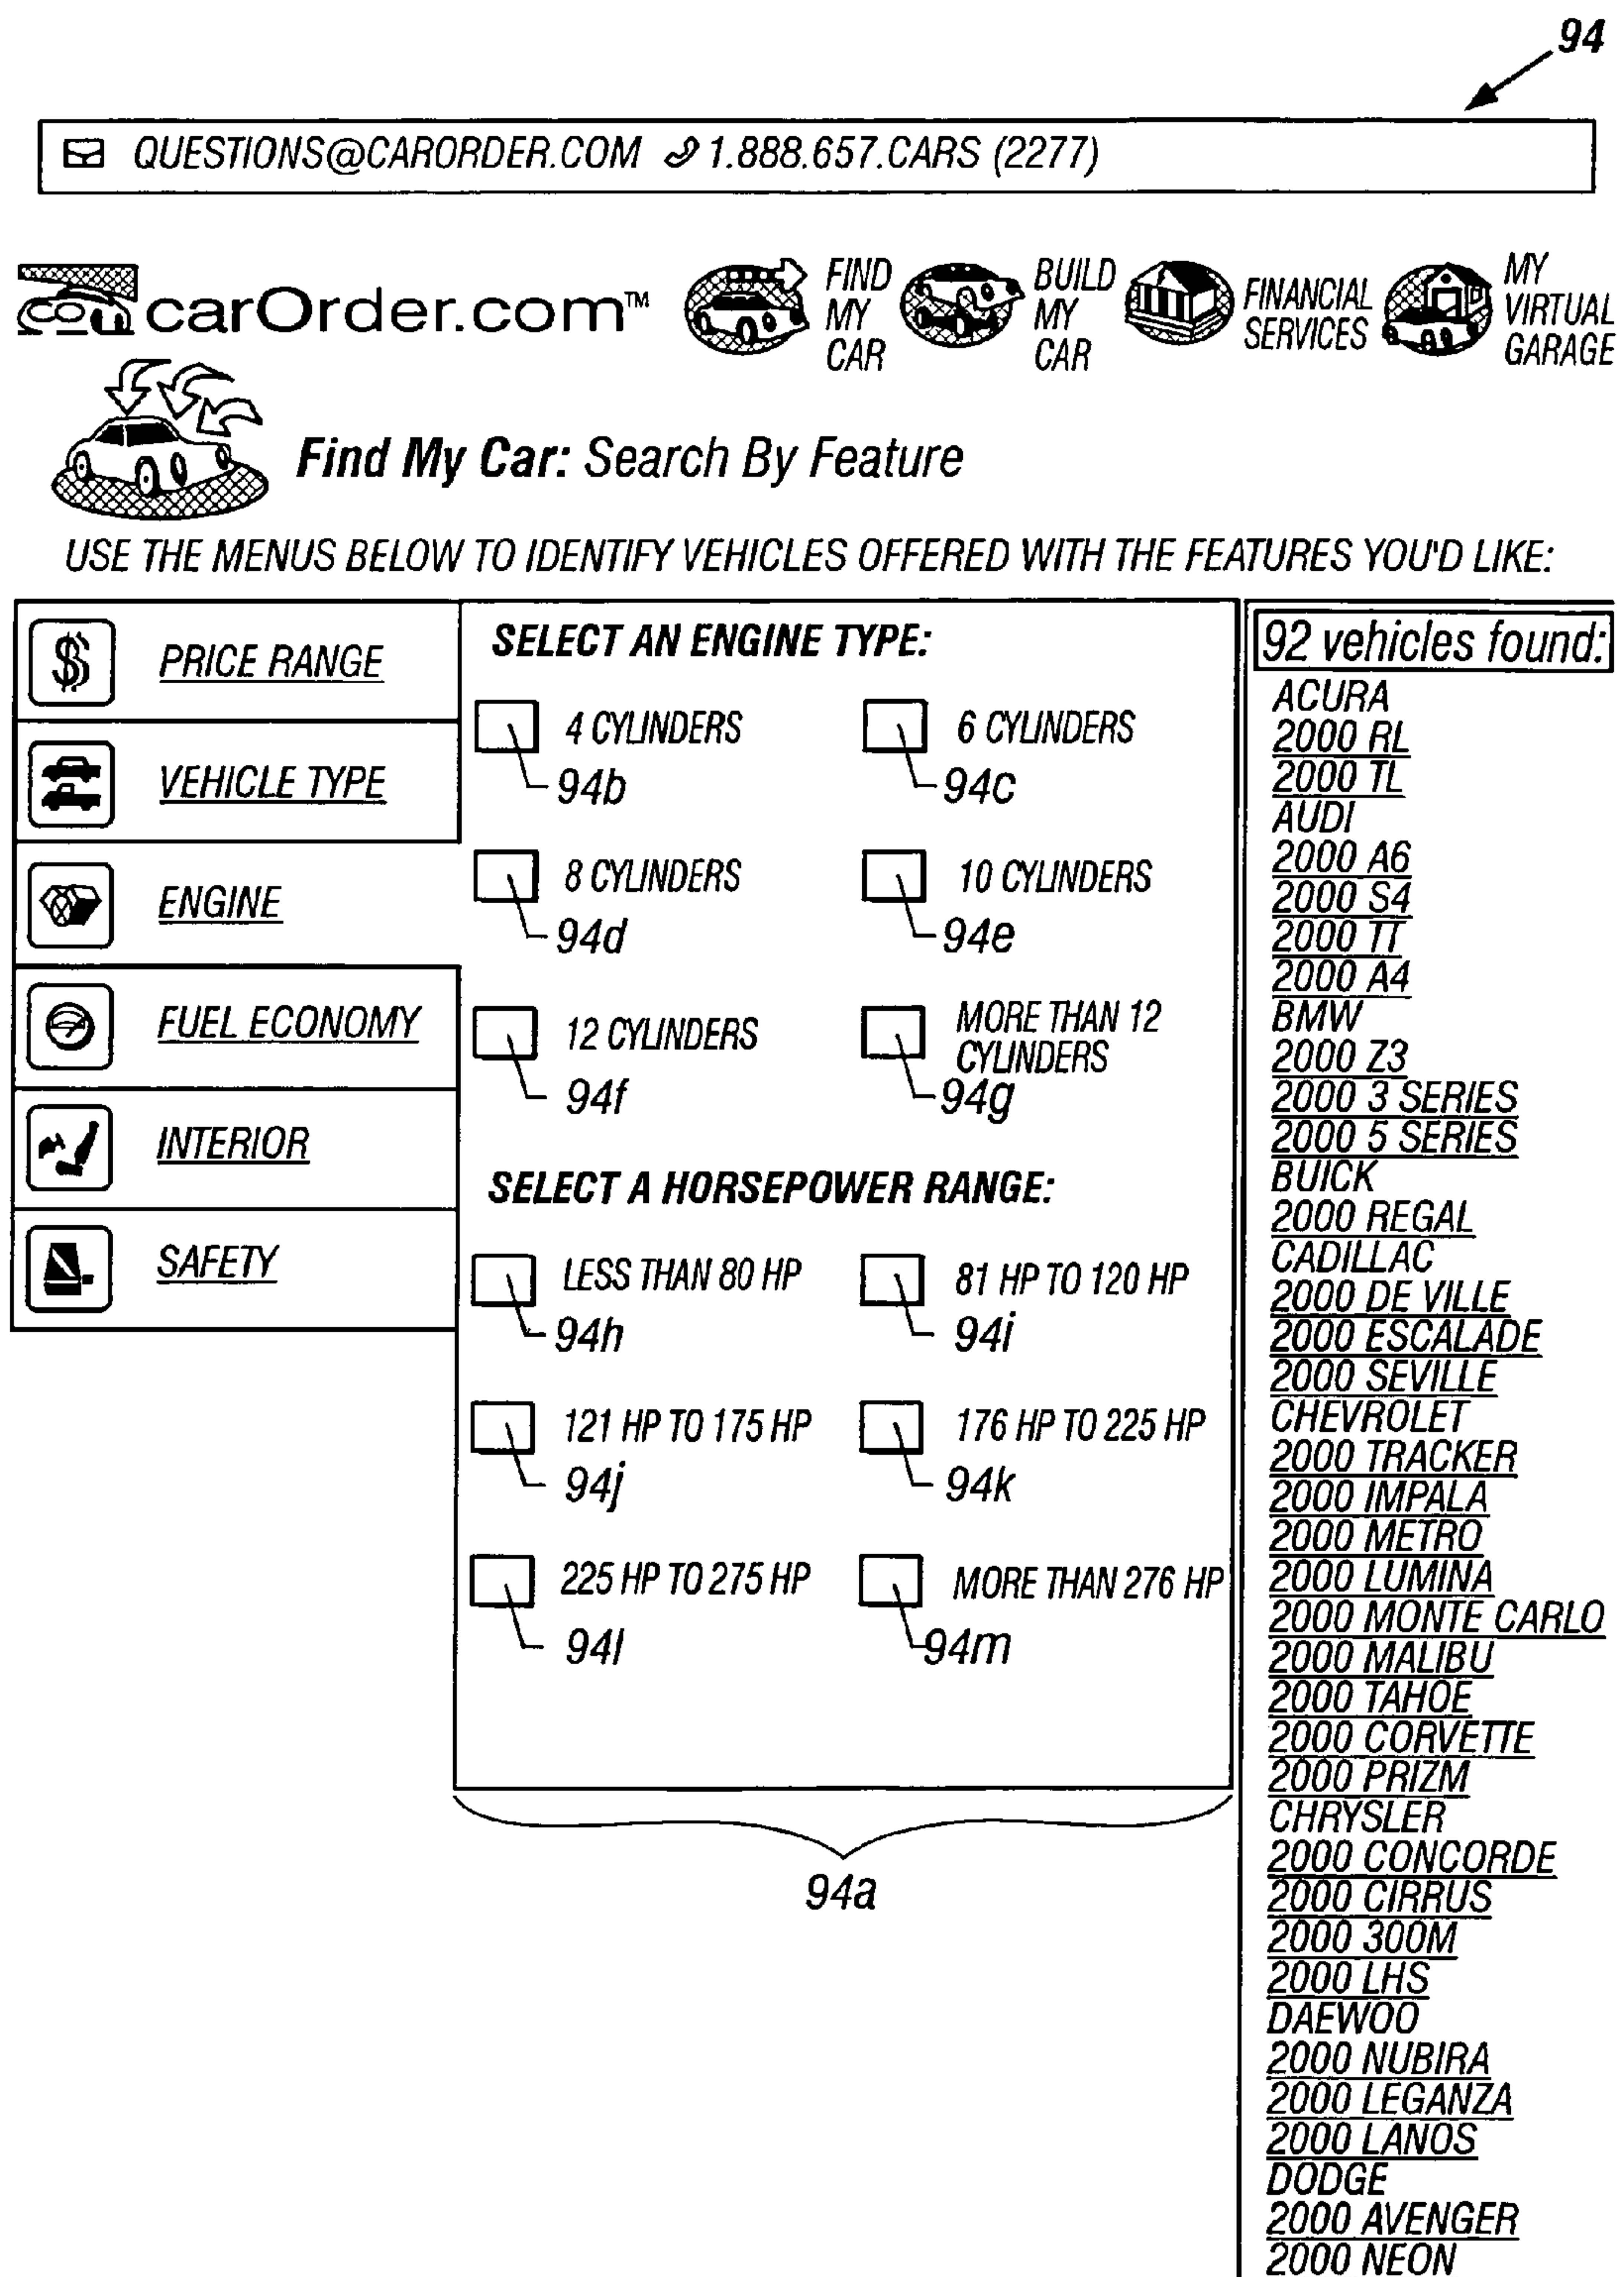 94
QUESTIONS@CARORDER.COM 1.888.657.CARS (2277)
carOrder.com™
FIND
MY
CAR
BUILD
MY
CAR
FINANCIAL
SERVICES
MY
VIRTUAL
GARAGE
Find My Car: Search By Feature
USE THE MENUS BELOW TO IDENTIFY VEHICLES OFFERED WITH THE FEATURES YOU'D LIKE:
$ PRICE RANGE
VEHICLE TYPE
ENGINE
FUEL ECONOMY
INTERIOR
SAFETY
SELECT AN ENGINE TYPE:
4 CYLINDERS
94b
6 CYLINDERS
94c
8 CYLINDERS
94d
10 CYLINDERS
94e
12 CYLINDERS
94f
MORE THAN 12
CYLINDERS
94g
SELECT A HORSEPOWER RANGE:
LESS THAN 80 HP
94h
81 HP TO 120 HP
94i
121 HP TO 175 HP
94j
176 HP TO 225 HP
94k
225 HP TO 275 HP
94l
MORE THAN 276 HP
94m
94a
92 vehicles found:
ACURA
2000 RL
2000 TL
AUDI
2000 A6
2000 S4
2000 TT
2000 A4
BMW
2000 Z3
2000 3 SERIES
2000 5 SERIES
BUICK
2000 REGAL
CADILLAC
2000 DE VILLE
2000 ESCALADE
2000 SEVILLE
CHEVROLET
2000 TRACKER
2000 IMPALA
2000 METRO
2000 LUMINA
2000 MONTE CARLO
2000 MALIBU
2000 TAHOE
2000 CORVETTE
2000 PRIZM
CHRYSLER
2000 CONCORDE
2000 CIRRUS
2000 300M
2000 LHS
DAEWOO
2000 NUBIRA
2000 LEGANZA
2000 LANOS
DODGE
2000 AVENGER
2000 NEON